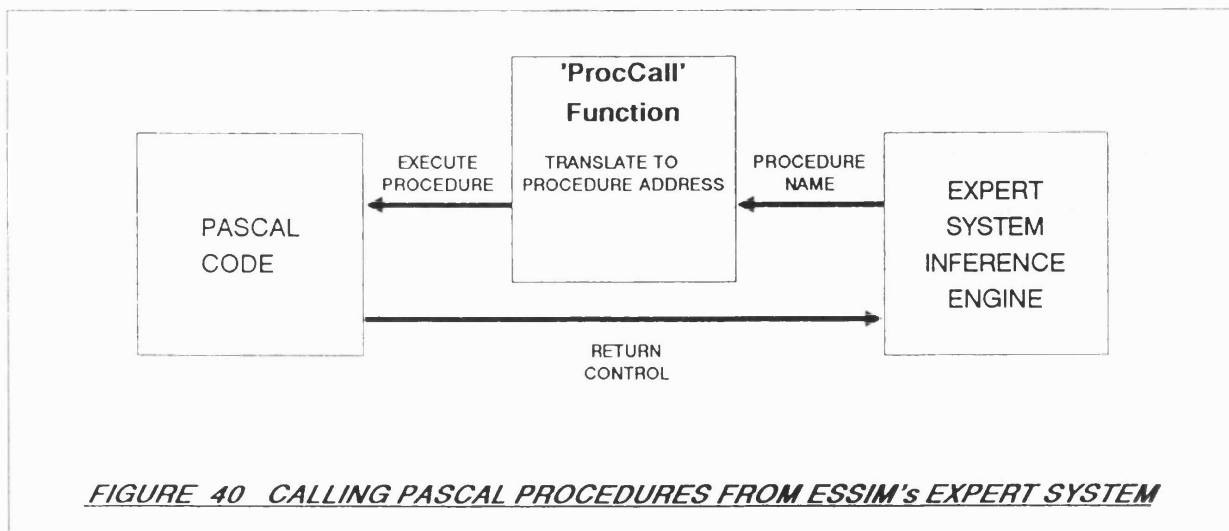 'ProcCall'
Function
EXECUTE
PROCEDURE
TRANSLATE TO
PROCEDURE ADDRESS
PROCEDURE
NAME
PASCAL
CODE
EXPERT
SYSTEM
INFERENCE
ENGINE
RETURN
CONTROL
FIGURE 40 CALLING PASCAL PROCEDURES FROM ESSIM's EXPERT SYSTEM